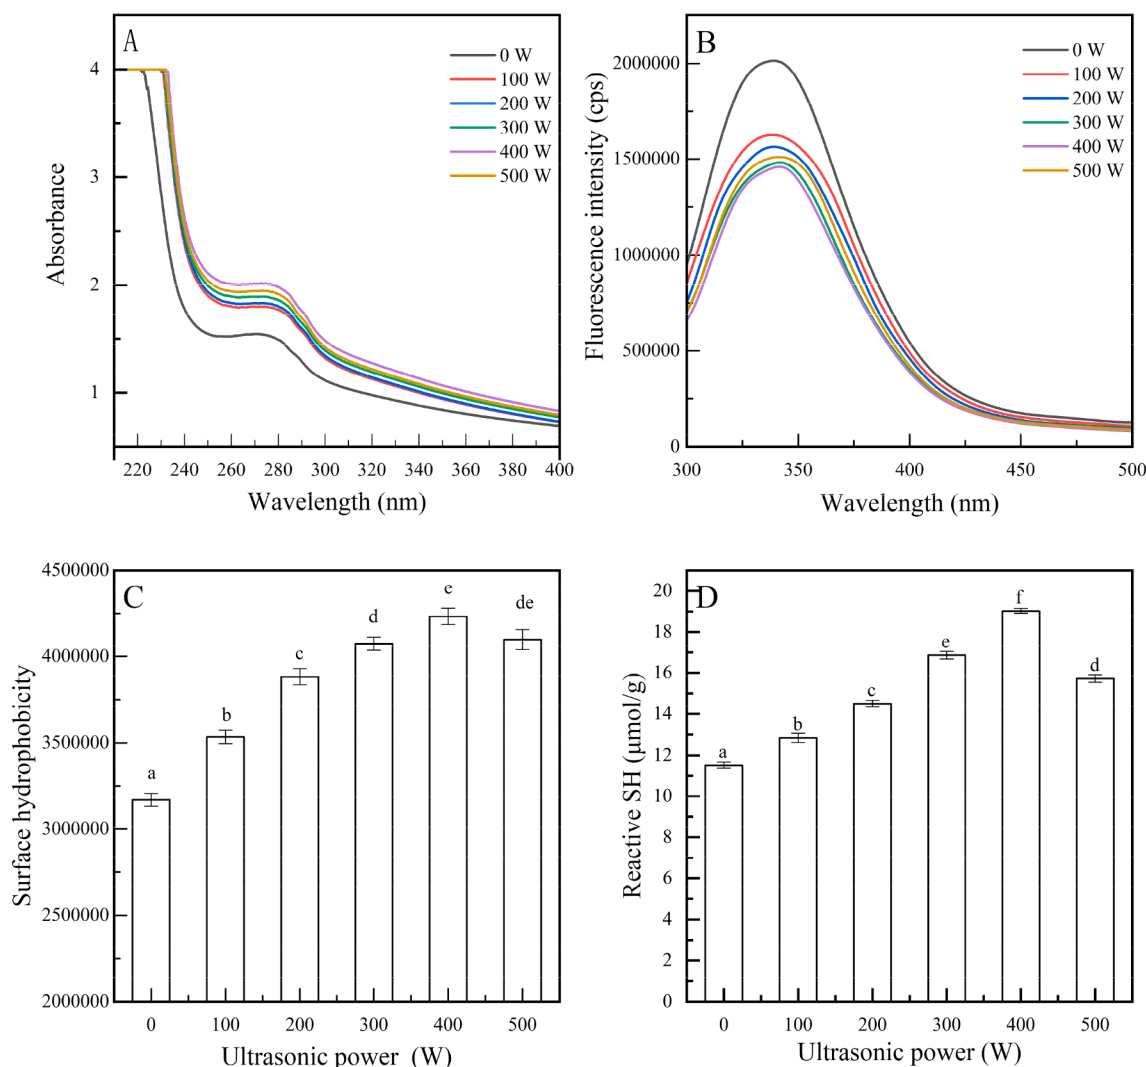 A
0 W
100 W
200 W
300 W
400 W
500 W
4
3
2
1
Absorbance
220 240 260 280 300 320 340 360 380 400
Wavelength (nm)
B
0 W
100 W
200 W
300 W
400 W
500 W
2000000
1500000
1000000
500000
0
Fluorescence intensity (cps)
300 350 400 450 500
Wavelength (nm)
C
4500000
4000000
3500000
3000000
2500000
2000000
Surface hydrophobicity
a b c d e de
0 100 200 300 400 500
Ultrasonic power (W)
D
20
18
16
14
12
10
8
6
4
2
0
Reactive SH (μmol/g)
a b c e f d
0 100 200 300 400 500
Ultrasonic power (W)